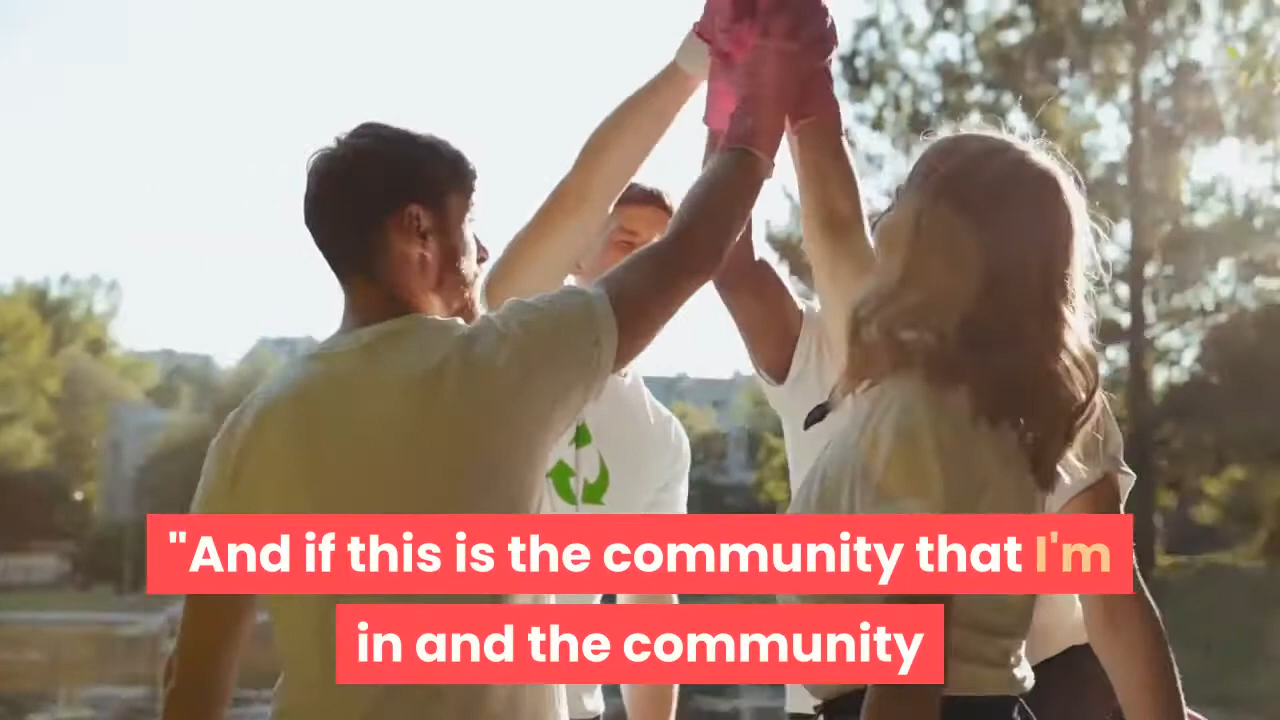 "And if this is the community that I'm
in and the community